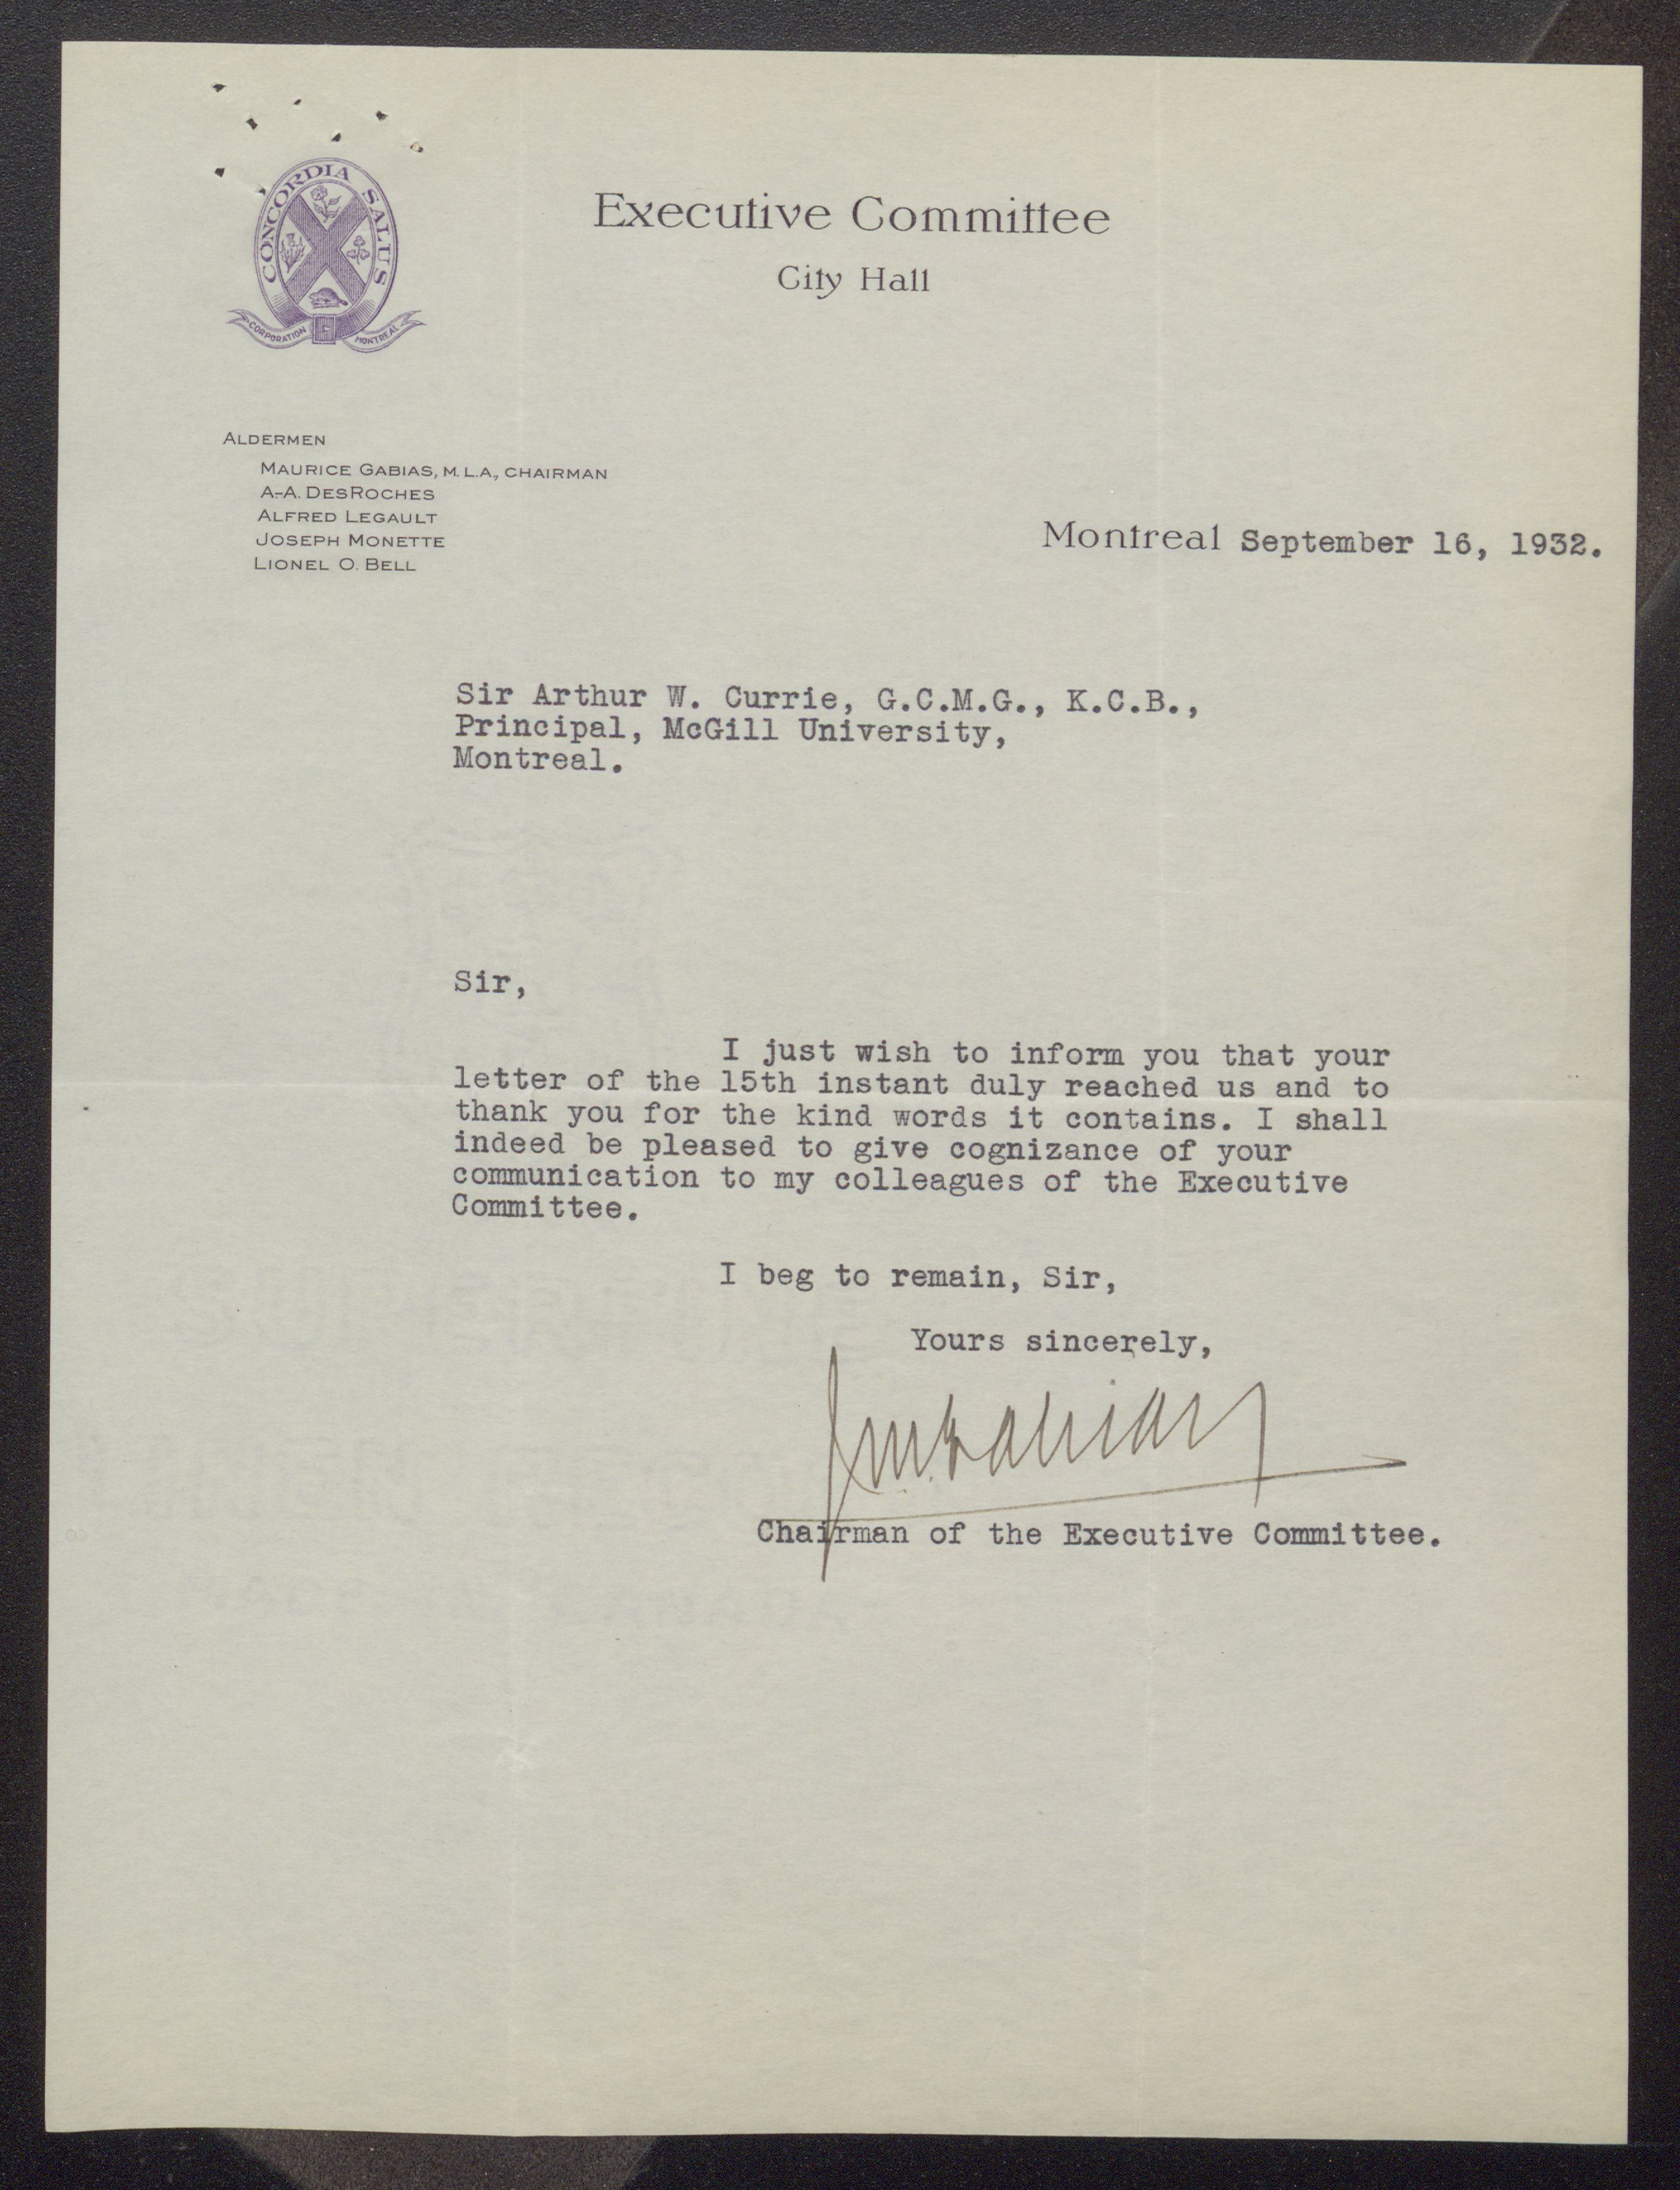 CONCORDIA SALUS
CORPORATION MONTREAL
Executive Committee
City Hall
ALDERMEN
MAURICE GABIAS, M.L.A., CHAIRMAN
A.-A. DESROCHES
ALFRED LEGAULT
JOSEPH MONETTE
LIONEL O. BELL
Montreal September 16, 1932.
Sir Arthur W. Currie, G.C.M.G., K.C.B.,
Principal, McGill University,
Montreal.
Sir,
I just wish to inform you that your
letter of the 15th instant duly reached us and to
thank you for the kind words it contains. I shall
indeed be pleased to give cognizance of your
communication to my colleagues of the Executive
Committee.
I beg to remain, Sir,
Yours sincerely,
Chairman of the Executive Committee.